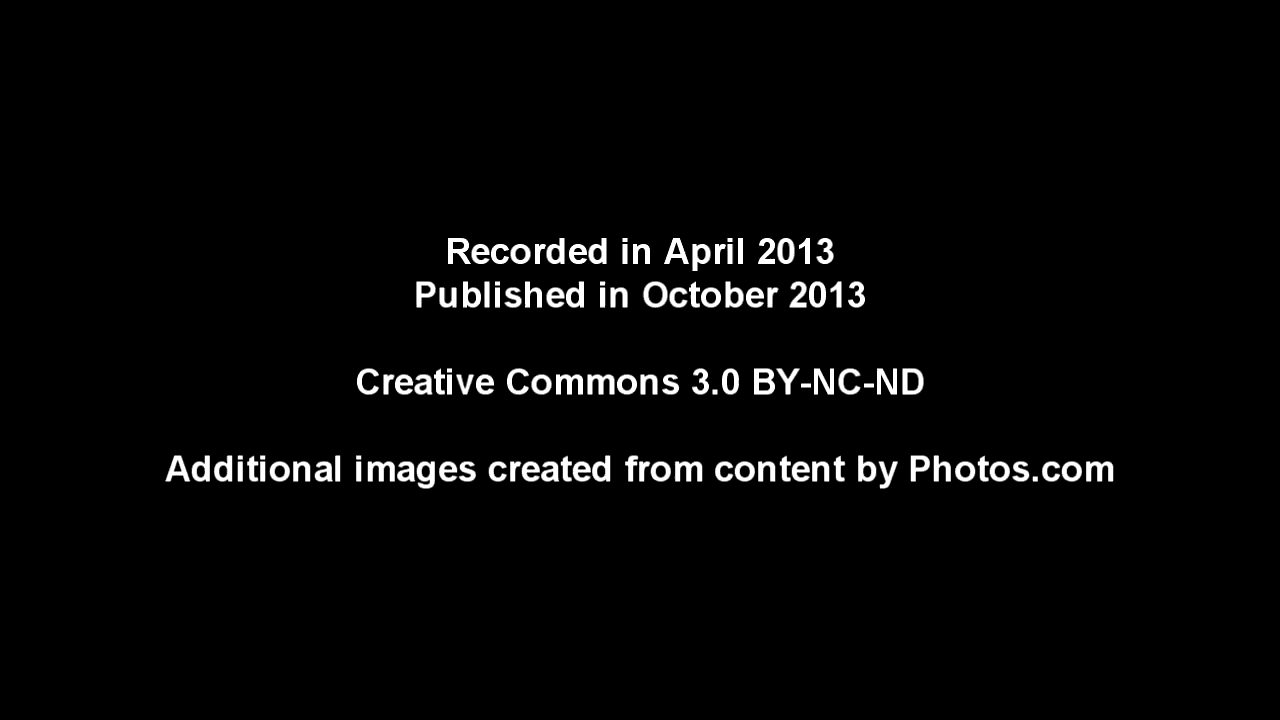 Recorded in April 2013
Published in October 2013
Creative Commons 3.0 BY-NC-ND
Additional images created from content by Photos.com